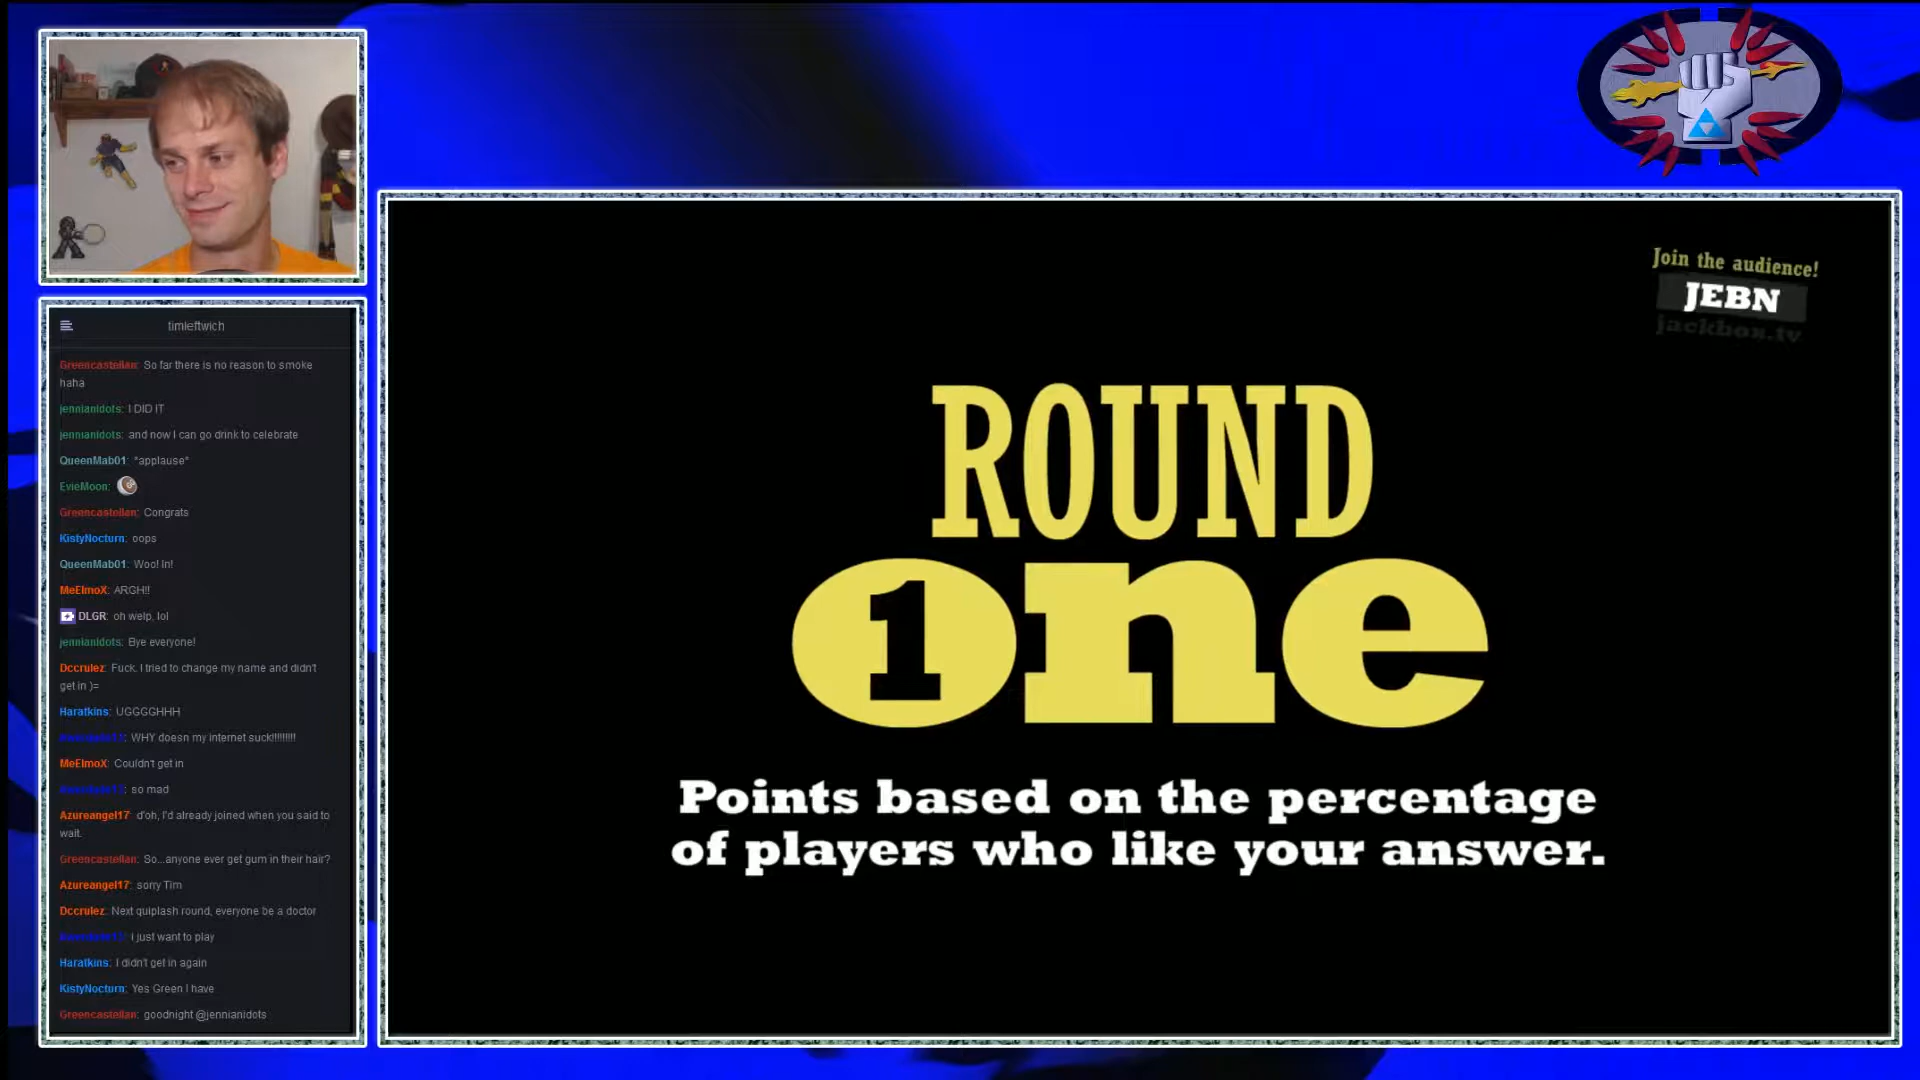 timleftwich
Greencastellan: So far there is no reason to smoke
haha
jennianidots: I DID IT
jennianidots: and now I can go drink to celebrate
QueenMab01: *applause*
EvieMoon:
Greencastellan: Congrats
KistyNocturn: oops
QueenMab01: Woo! In!
MeElmoX: ARGH!!
DLGR: oh welp, lol
jennianidots: Bye everyone!
Dccrulez: Fuck. I tried to change my name and didn't
get in )=
Haratkins: UGGGGHHH
WHY doesn my internet suck!!!!!!!!!
MeElmoX: Couldn't get in
so mad
Azureangel17: d'oh, I'd already joined when you said to
wait.
Greencastellan: So...anyone ever get gum in their hair?
Azureangel17: sorry Tim
Dccrulez: Next quiplash round, everyone be a doctor
i just want to play
Haratkins: I didn't get in again
KistyNocturn: Yes Green I have
Greencastellan: goodnight @jennianidots
Join the audience!
JEBN
jackbox.tv
ROUND
1ne
Points based on the percentage
of players who like your answer.